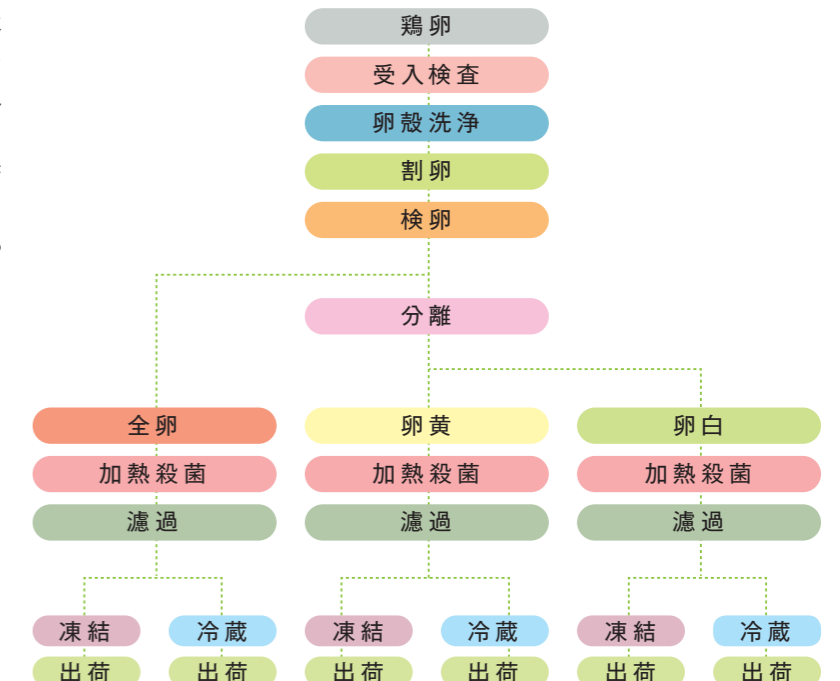 鶏卵
受入検査
卵殻洗浄
割卵
検卵
分離
全卵 卵黄 卵白
加熱殺菌 加熱殺菌 加熱殺菌
濾過 濾過 濾過
凍結 冷蔵 凍結 冷蔵 凍結 冷蔵
出荷 出荷 出荷 出荷 出荷 出荷